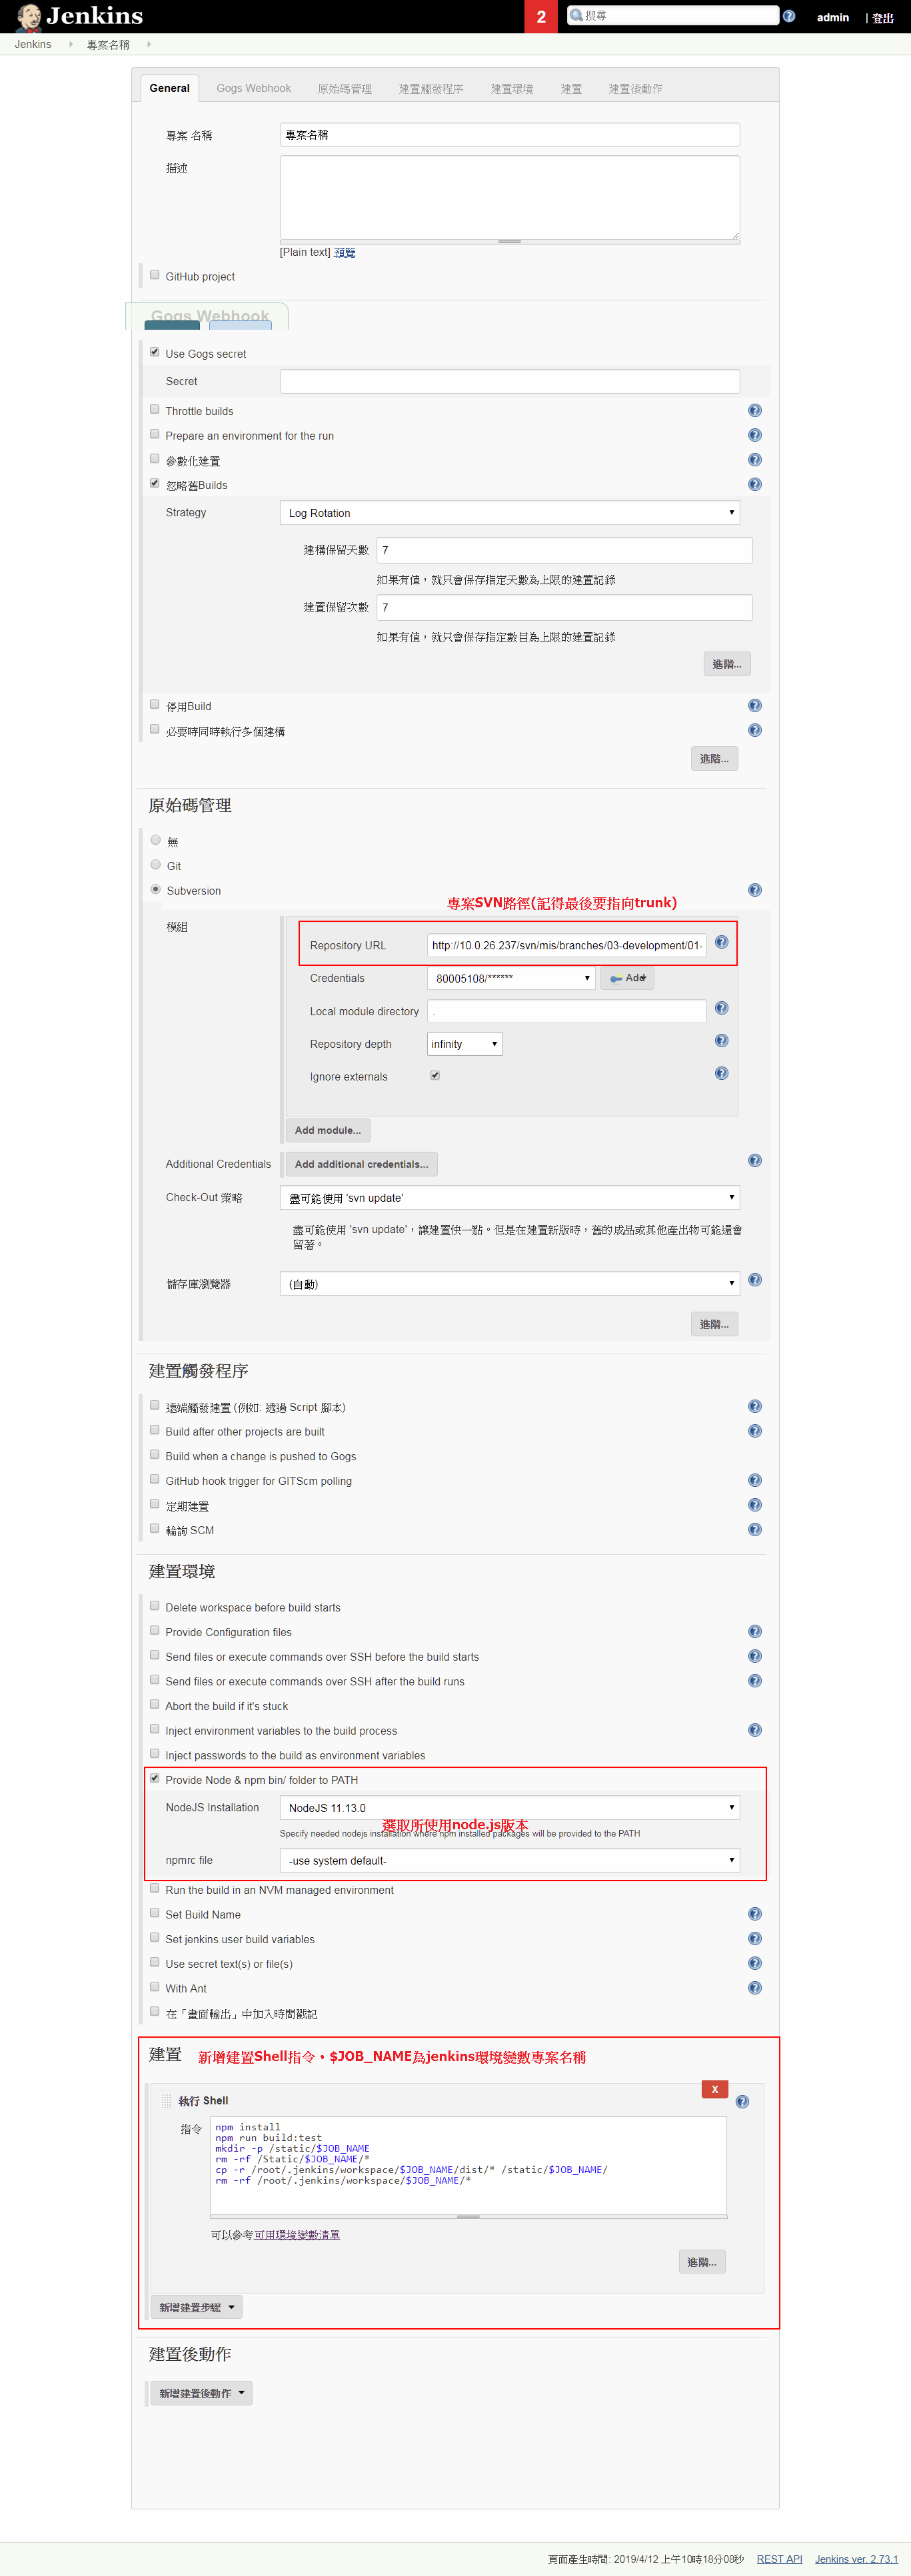 Jenkins
2
搜尋
admin
| 登出
Jenkins
專案名稱
General
Gogs Webhook
原始碼管理
建置觸發程序
建置環境
建置
建置後動作
專案 名稱
專案名稱
描述
[Plain text] 預覽
GitHub project
Gogs Webhook
Use Gogs secret
Secret
Throttle builds
Prepare an environment for the run
參數化建置
忽略舊Builds
Strategy
Log Rotation
建構保留天數
7
如果有值，就只會保存指定天數為上限的建置記錄
建置保留次數
7
如果有值，就只會保存指定數目為上限的建置記錄
進階...
停用Build
必要時同時執行多個建構
進階...
原始碼管理
無
Git
Subversion
專案SVN路徑(記得最後要指向trunk)
模組
Repository URL
http://10.0.26.237/svn/mis/branches/03-development/01-
Credentials
80005108/******
Add
Local module directory
.
Repository depth
infinity
Ignore externals
Add module...
Additional Credentials
Add additional credentials...
Check-Out 策略
盡可能使用 'svn update'
盡可能使用 'svn update'，讓建置快一點。但是在建置新版時，舊的成品或其他產出物可能還會
留著。
儲存庫瀏覽器
(自動)
進階...
建置觸發程序
遠端觸發建置 (例如: 透過 Script 腳本)
Build after other projects are built
Build when a change is pushed to Gogs
GitHub hook trigger for GITScm polling
定期建置
輪詢 SCM
建置環境
Delete workspace before build starts
Provide Configuration files
Send files or execute commands over SSH before the build starts
Send files or execute commands over SSH after the build runs
Abort the build if it's stuck
Inject environment variables to the build process
Inject passwords to the build as environment variables
Provide Node & npm bin/ folder to PATH
NodeJS Installation
NodeJS 11.13.0
選取所使用node.js版本
Specify needed nodejs installation where npm installed packages will be provided to the PATH
npmrc file
-use system default-
Run the build in an NVM managed environment
Set Build Name
Set jenkins user build variables
Use secret text(s) or file(s)
With Ant
在「畫面輸出」中加入時間戳記
建置
新增建置Shell指令，$JOB_NAME為jenkins環境變數專案名稱
X
執行 Shell
指令
npm install
npm run build:test
mkdir -p /static/$JOB_NAME
rm -rf /Static/$JOB_NAME/*
cp -r /root/.jenkins/workspace/$JOB_NAME/dist/* /static/$JOB_NAME/
rm -rf /root/.jenkins/workspace/$JOB_NAME/*
可以參考可用環境變數清單
進階...
新增建置步驟
建置後動作
新增建置後動作
頁面產生時間: 2019/4/12 上午10時18分08秒
REST API
Jenkins ver. 2.73.1